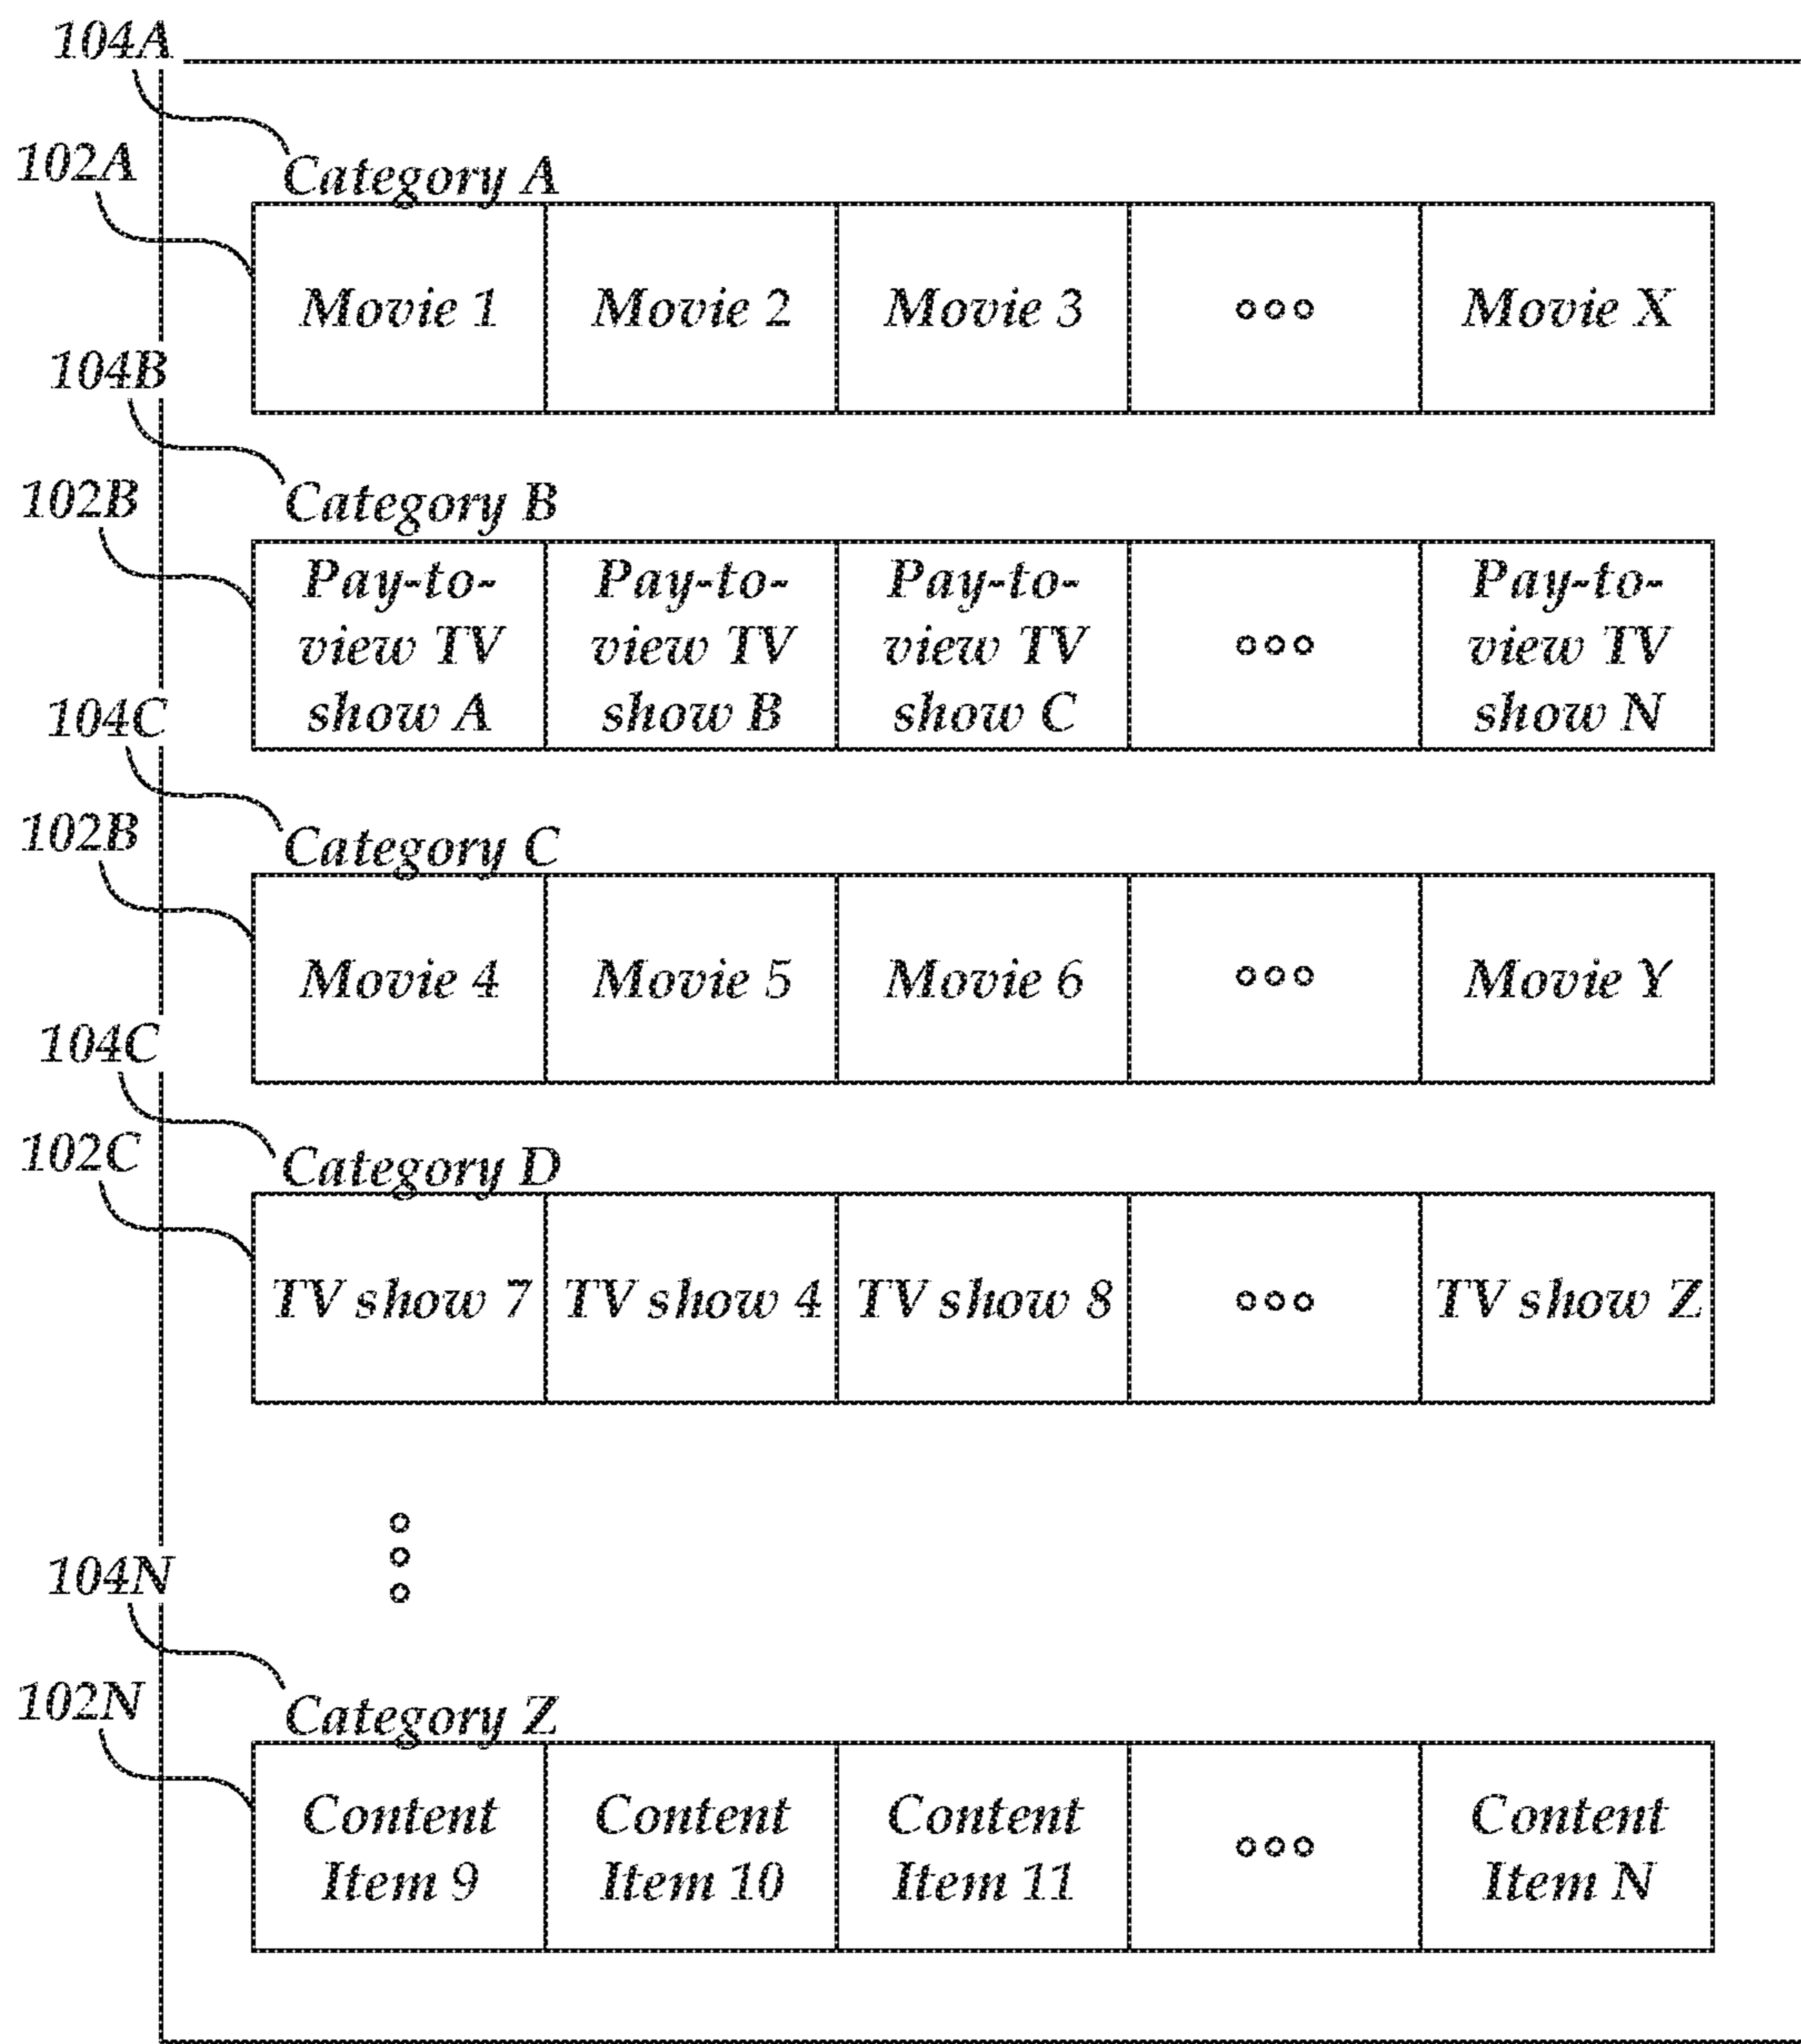 104A
102A
Category A
Movie 1 Movie 2 Movie 3 Movie X
104B
102B
Category B
Pay-to- Pay-to- Pay-to- Pay-to-
view TV view TV view TV view TV
show A show B show C show N
104C
102B
Category C
Movie 4 Movie 5 Movie 6 Movie Y
104C
102C
Category D
TV show 7 TV show 4 TV show 8 TV show Z
104N
102N
Category Z
Content Content Content Content
Item 9 Item 10 Item 11 Item N